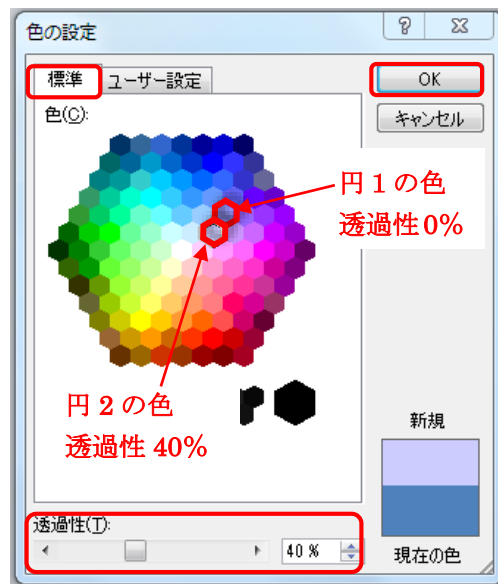 色の設定
標準
ユーザー設定
OK
キャンセル
色(C):
円1の色
透過性0%
円2の色
透過性 40%
新規
透過性(T):
40 %
現在の色